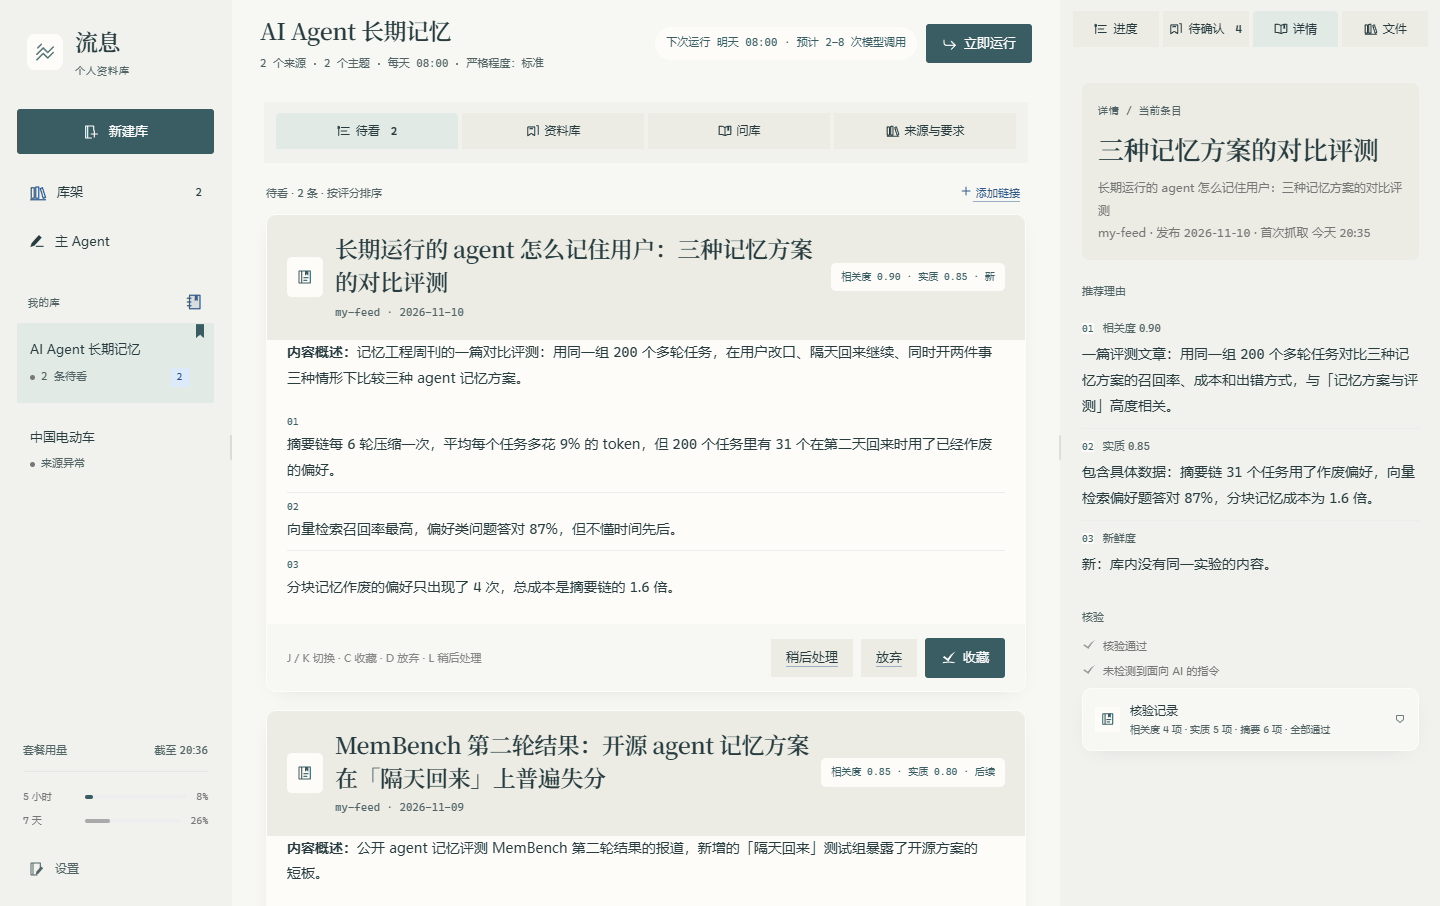 流息
个人资料库
新建库
库架 2
主 Agent
我的库
AI Agent 长期记忆
2 条待看 2
中国电动车
来源异常
套餐用量 截至 20:36
5 小时 8%
7 天 26%
设置
AI Agent 长期记忆
2 个来源 · 2 个主题 · 每天 08:00 · 严格程度: 标准
下次运行 明天 08:00 · 预计 2-8 次模型调用
立即运行
待看 2
资料库
问库
来源与要求
待看 · 2 条 · 按评分排序
添加链接
长期运行的 agent 怎么记住用户：三种记忆方案
的对比评测
my-feed · 2026-11-10
相关度 0.90 · 实质 0.85 · 新
内容概述：记忆工程周刊的一篇对比评测：用同一组 200 个多轮任务，在用户改口、隔天回来继续、同时开两件事
三种情形下比较三种 agent 记忆方案。
01
摘要链每 6 轮压缩一次，平均每个任务多花 9% 的 token，但 200 个任务里有 31 个在第二天回来时用了已经作废
的偏好。
02
向量检索召回率最高，偏好类问题答对 87%，但不懂时间先后。
03
分块记忆作废的偏好只出现了 4 次，总成本是摘要链的 1.6 倍。
J / K 切换 · C 收藏 · D 放弃 · L 稍后处理
稍后处理
放弃
收藏
MemBench 第二轮结果：开源 agent 记忆方案
在「隔天回来」上普遍失分
my-feed · 2026-11-09
相关度 0.85 · 实质 0.80 · 后续
内容概述：公开 agent 记忆评测 MemBench 第二轮结果的报道，新增的「隔天回来」测试组暴露了开源方案的
短板。
进度
待确认 4
详情
文件
详情 / 当前条目
三种记忆方案的对比评测
长期运行的 agent 怎么记住用户：三种记忆方案的对比评
测
my-feed · 发布 2026-11-10 · 首次抓取 今天 20:35
推荐理由
01 相关度 0.90
一篇评测文章：用同一组 200 个多轮任务对比三种记
忆方案的召回率、成本和出错方式，与「记忆方案与评
测」高度相关。
02 实质 0.85
包含具体数据：摘要链 31 个任务用了作废偏好，向量
检索偏好题答对 87%，分块记忆成本为 1.6 倍。
03 新鲜度
新：库内没有同一实验的内容。
核验
核验通过
未检测到面向 AI 的指令
核验记录
相关度 4 项 · 实质 5 项 · 摘要 6 项 · 全部通过